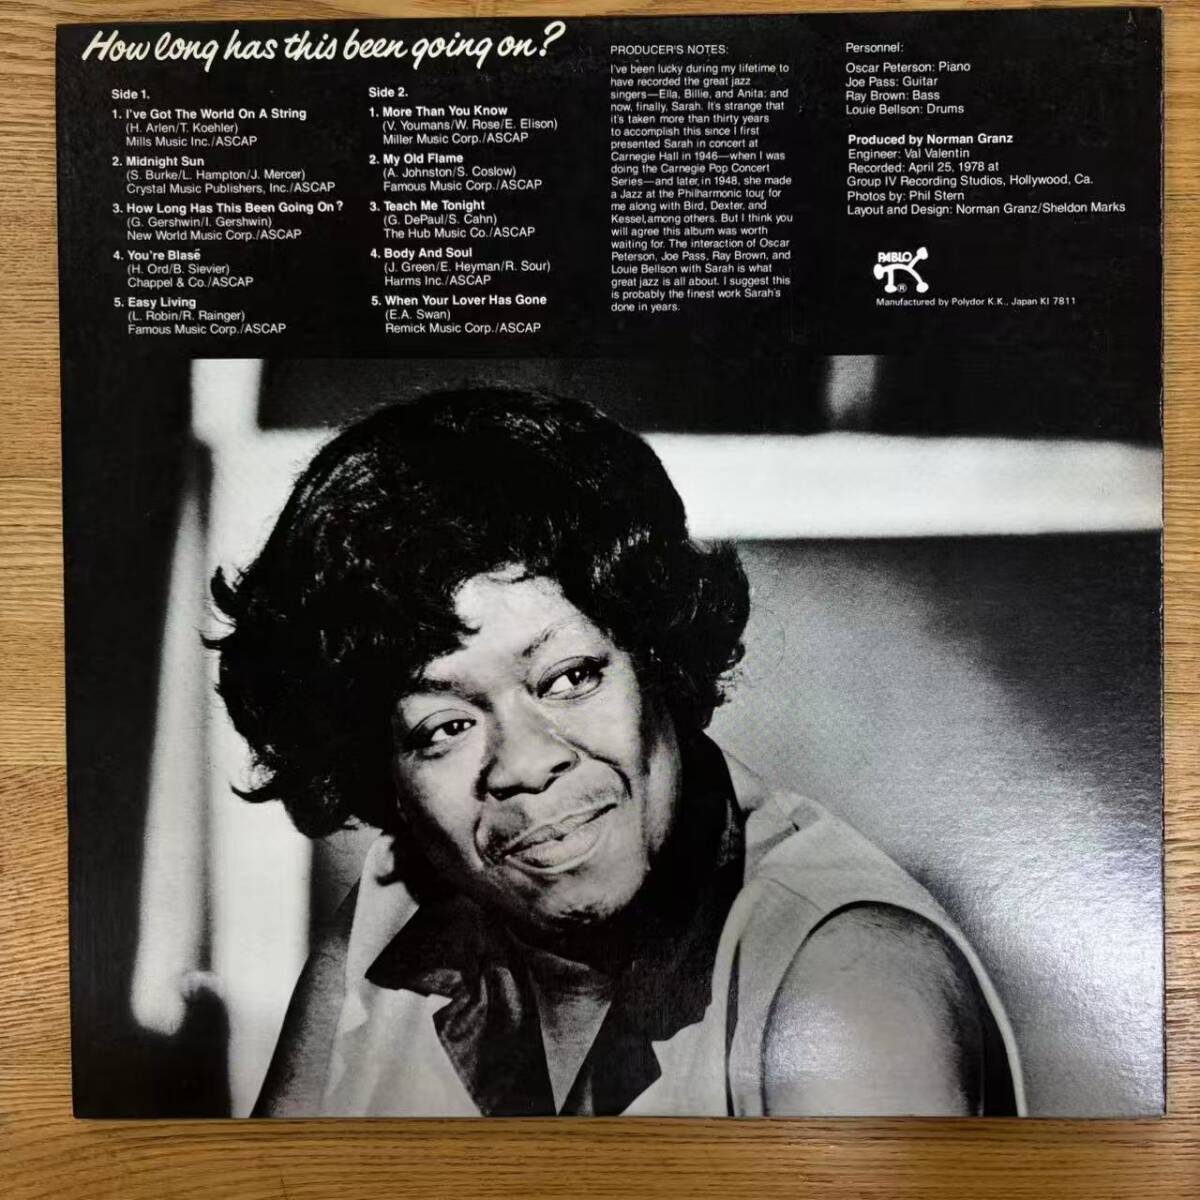 How long has this been going on?
Side 1.
1. I've Got The World On A String
(H. Arlen/T. Koehler)
Mills Music Inc./ASCAP
2. Midnight Sun
(S. Burke/L. Hampton/J. Mercer)
Crystal Music Publishers, Inc./ASCAP
3. How Long Has This Been Going On?
(G. Gershwin/I. Gershwin)
New World Music Corp./ASCAP
4. You're Blasé
(H. Ord/B. Sievier)
Chappel & Co./ASCAP
5. Easy Living
(L. Robin/R. Rainger)
Famous Music Corp./ASCAP
Side 2.
1. More Than You Know
(V. Youmans/W. Rose/E. Elison)
Miller Music Corp./ASCAP
2. My Old Flame
(A. Johnston/S. Coslow)
Famous Music Corp./ASCAP
3. Teach Me Tonight
(G. DePaul/S. Cahn)
The Hub Music Co./ASCAP
4. Body And Soul
(J. Green/E. Heyman/R. Sour)
Harms Inc./ASCAP
5. When Your Lover Has Gone
(E.A. Swan)
Remick Music Corp./ASCAP
PRODUCER'S NOTES:
I've been lucky during my lifetime to
have recorded the great jazz
singers—Ella, Billie, and Anita; and
now, finally, Sarah. It's strange that
it's taken more than thirty years
to accomplish this since I first
presented Sarah in concert at
Carnegie Hall in 1946—when I was
doing the Carnegie Pop Concert
Series—and later, in 1948, she made
a Jazz at the Philharmonic tour for
me along with Bird, Dexter, and
Kessel, among others. But I think you
will agree this album was worth
waiting for. The interaction of Oscar
Peterson, Joe Pass, Ray Brown, and
Louie Bellson with Sarah is what
great jazz is all about. I suggest this
is probably the finest work Sarah's
done in years.
Personnel:
Oscar Peterson: Piano
Joe Pass: Guitar
Ray Brown: Bass
Louie Bellson: Drums
Produced by Norman Granz
Engineer: Val Valentin
Recorded: April 25, 1978 at
Group IV Recording Studios, Hollywood, Ca.
Photos by: Phil Stern
Layout and Design: Norman Granz/Sheldon Marks
PABLO
®
Manufactured by Polydor K.K., Japan KI 7811